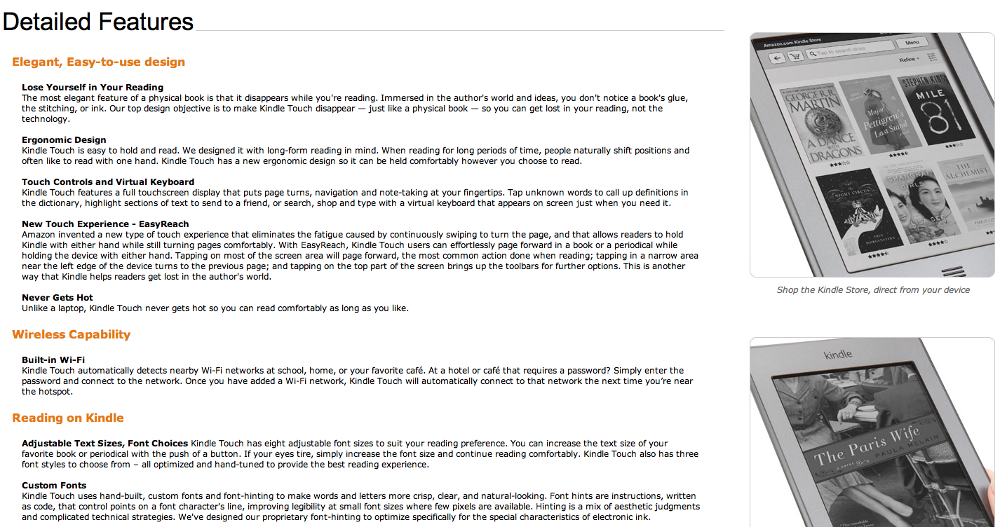 Detailed Features
Elegant, Easy-to-use design
Lose Yourself in Your Reading
The most elegant feature of a physical book is that it disappears while you're reading. Immersed in the author's world and ideas, you don't notice a book's glue,
the stitching, or ink. Our top design objective is to make Kindle Touch disappear — just like a physical book — so you can get lost in your reading, not the
technology.
Ergonomic Design
Kindle Touch is easy to hold and read. We designed it with long-form reading in mind. When reading for long periods of time, people naturally shift positions and
often like to read with one hand. Kindle Touch has a new ergonomic design so it can be held comfortably however you choose to read.
Touch Controls and Virtual Keyboard
Kindle Touch features a full touchscreen display that puts page turns, navigation and note-taking at your fingertips. Tap unknown words to call up definitions in
the dictionary, highlight sections of text to send to a friend, or search, shop and type with a virtual keyboard that appears on screen just when you need it.
New Touch Experience - EasyReach
Amazon invented a new type of touch experience that eliminates the fatigue caused by continuously swiping to turn the page, and that allows readers to hold
Kindle with either hand while still turning pages comfortably. With EasyReach, Kindle Touch users can effortlessly page forward in a book or a periodical while
holding the device with either hand. Tapping on most of the screen area will page forward, the most common action done when reading; tapping in a narrow area
near the left edge of the device turns to the previous page; and tapping on the top part of the screen brings up the toolbars for further options. This is another
way that Kindle helps readers get lost in the author's world.
Never Gets Hot
Unlike a laptop, Kindle Touch never gets hot so you can read comfortably as long as you like.
Wireless Capability
Built-in Wi-Fi
Kindle Touch automatically detects nearby Wi-Fi networks at school, home, or your favorite café. At a hotel or café that requires a password? Simply enter the
password and connect to the network. Once you have added a Wi-Fi network, Kindle Touch will automatically connect to that network the next time you’re near
the hotspot.
Reading on Kindle
Adjustable Text Sizes, Font Choices Kindle Touch has eight adjustable font sizes to suit your reading preference. You can increase the text size of your
favorite book or periodical with the push of a button. If your eyes tire, simply increase the font size and continue reading comfortably. Kindle Touch also has three
font styles to choose from – all optimized and hand-tuned to provide the best reading experience.
Custom Fonts
Kindle Touch uses hand-built, custom fonts and font-hinting to make words and letters more crisp, clear, and natural-looking. Font hints are instructions, written
as code, that control points on a font character's line, improving legibility at small font sizes where few pixels are available. Hinting is a mix of aesthetic judgments
and complicated technical strategies. We've designed our proprietary font-hinting to optimize specifically for the special characteristics of electronic ink.
Amazon.com Kindle Store
Tap to search store
Menu
Refine
GEORGE R.R.
MARTIN
A DANCE
WITH
DRAGONS
Major
Pettigrew's
Last Stand
STEPHEN KING
MILE
81
THE
NIGHT CIRCUS
ERIN
MORGENSTERN
SHANGHAI
GIRLS
LISA SEE
THE
ALCHEMIST
Shop the Kindle Store, direct from your device
kindle
The Paris Wife
A NOVEL
PAULA McLAIN
"This remarkable